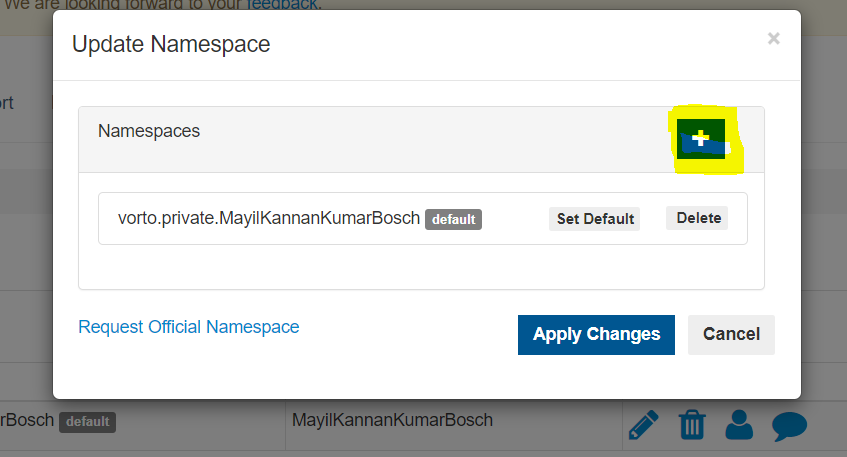 We are looking forward to your feedback.
Update Namespace
×
ort
Namespaces
+
vorto.private.MayilKannanKumarBosch default Set Default Delete
Request Official Namespace
Apply Changes Cancel
rBosch default MayilKannanKumarBosch